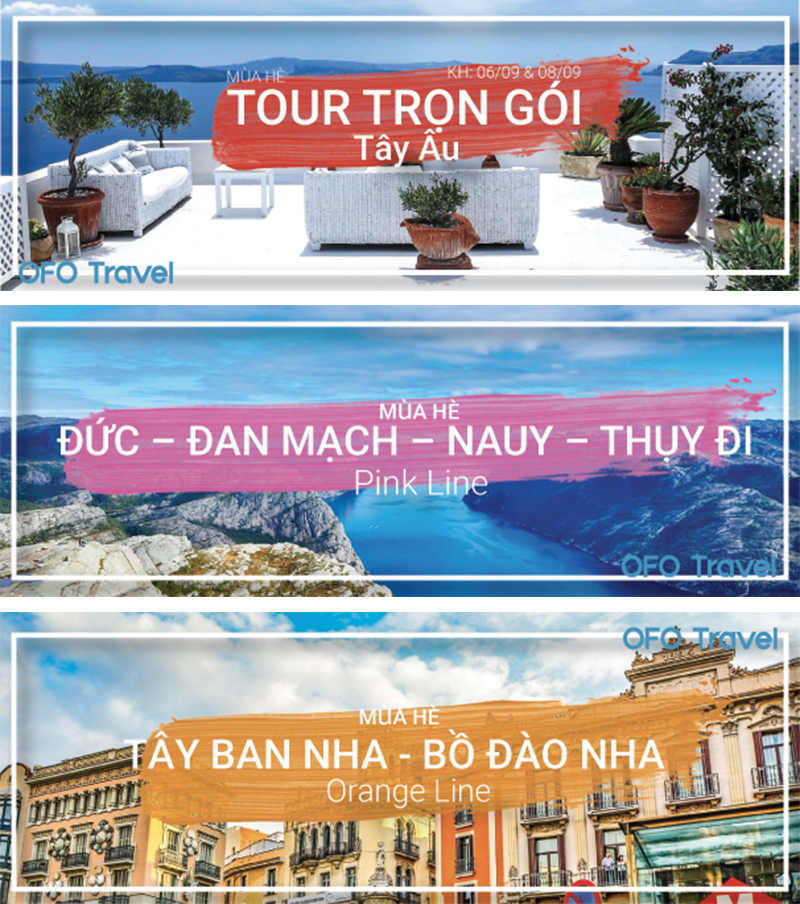 MÙA HÈ KH: 06/09 & 08/09
TOUR TRỌN GÓI
Tây Âu
OFO Travel
MÙA HÈ
ĐỨC – ĐAN MẠCH – NAUY – THỤY ĐI
Pink Line
OFO Travel
OFO Travel
MÙA HÈ
TÂY BAN NHA - BỒ ĐÀO NHA
Orange Line